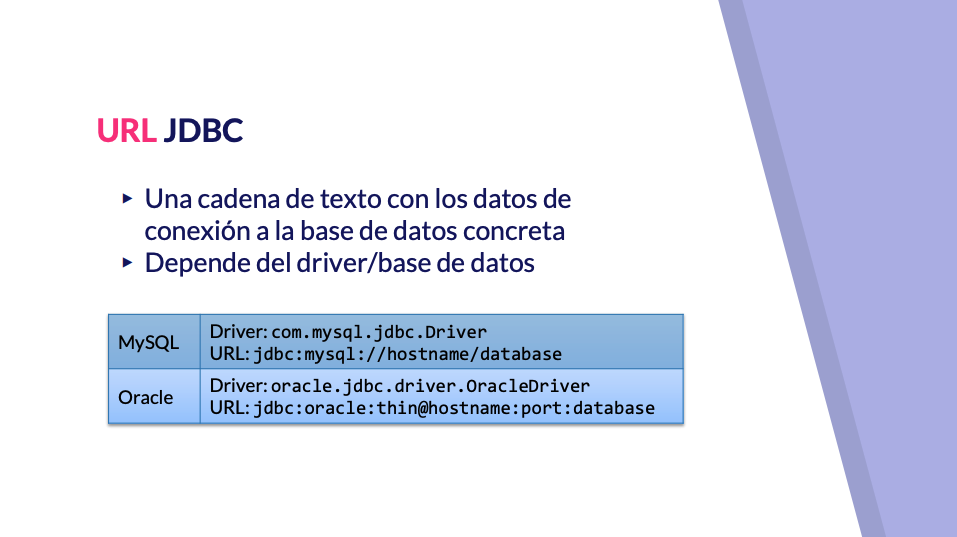 URL JDBC
▸ Una cadena de texto con los datos de
conexión a la base de datos concreta
▸ Depende del driver/base de datos
MySQL
Driver: com.mysql.jdbc.Driver
URL: jdbc:mysql://hostname/database
Oracle
Driver: oracle.jdbc.driver.OracleDriver
URL: jdbc:oracle:thin@hostname:port:database